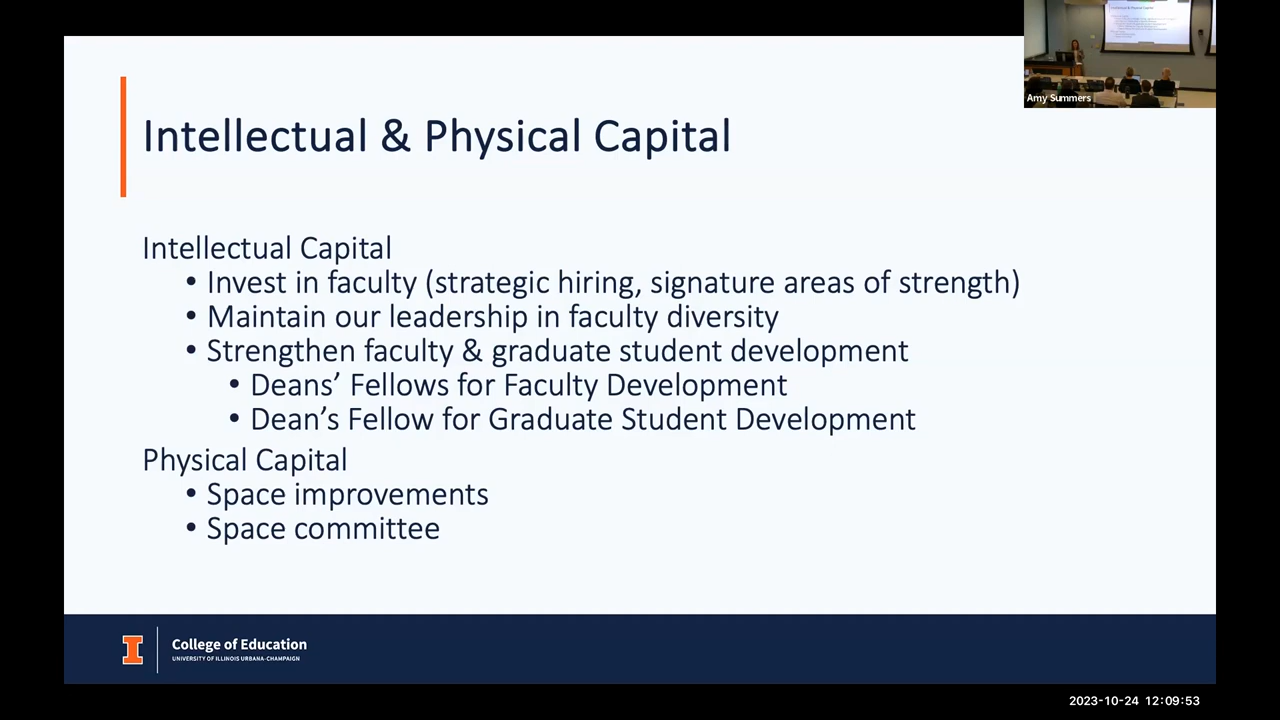 Intellectual & Physical Capital
Amy Summers
Intellectual & Physical Capital
Intellectual Capital
• Invest in faculty (strategic hiring, signature areas of strength)
• Maintain our leadership in faculty diversity
• Strengthen faculty & graduate student development
• Deans’ Fellows for Faculty Development
• Dean’s Fellow for Graduate Student Development
Physical Capital
• Space improvements
• Space committee
I
College of Education
UNIVERSITY OF ILLINOIS URBANA-CHAMPAIGN
2023-10-24 12:09:53